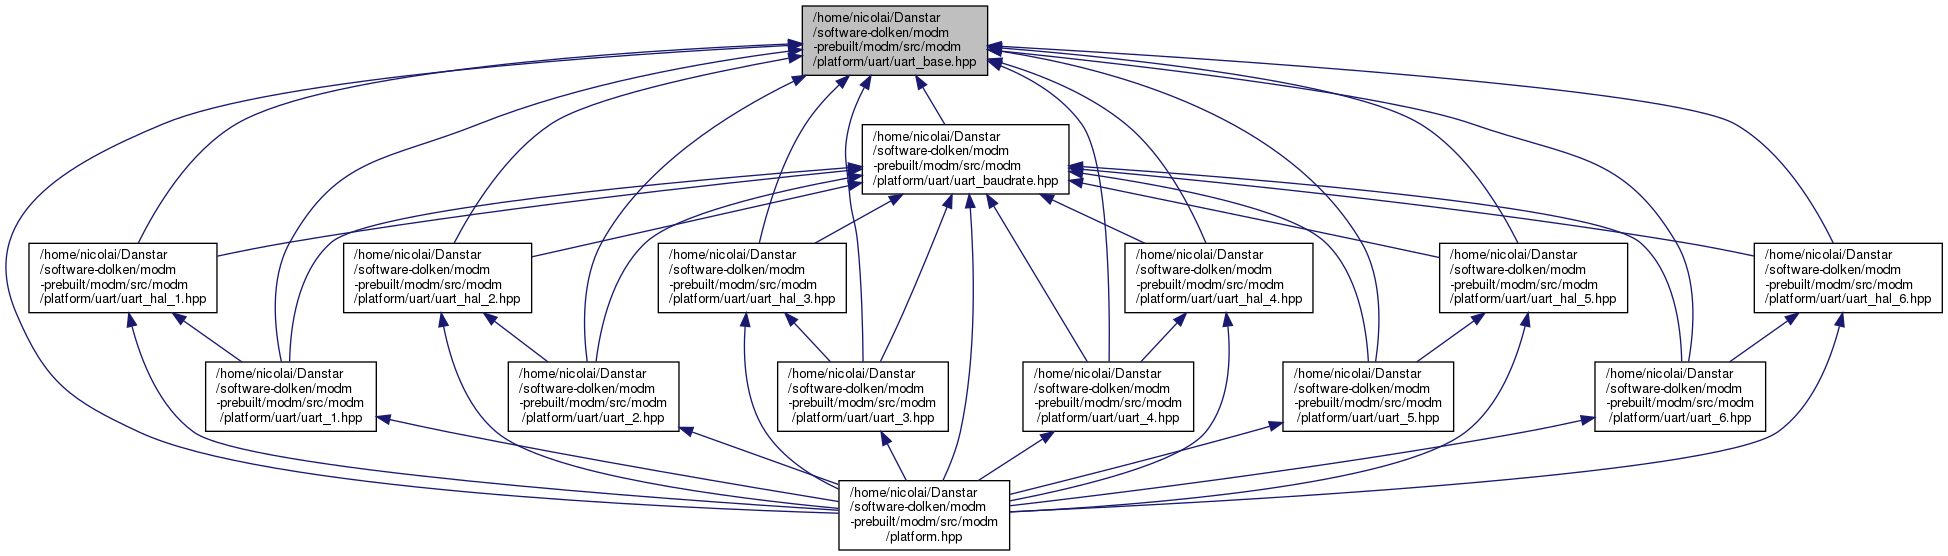 /home/nicolai/Danstar
/software-dolken/modm
-prebuilt/modm/src/modm
/platform/uart/uart_base.hpp
/home/nicolai/Danstar
/software-dolken/modm
-prebuilt/modm/src/modm
/platform/uart/uart_baudrate.hpp
/home/nicolai/Danstar
/software-dolken/modm
-prebuilt/modm/src/modm
/platform/uart/uart_hal_1.hpp
/home/nicolai/Danstar
/software-dolken/modm
-prebuilt/modm/src/modm
/platform/uart/uart_hal_2.hpp
/home/nicolai/Danstar
/software-dolken/modm
-prebuilt/modm/src/modm
/platform/uart/uart_hal_3.hpp
/home/nicolai/Danstar
/software-dolken/modm
-prebuilt/modm/src/modm
/platform/uart/uart_hal_4.hpp
/home/nicolai/Danstar
/software-dolken/modm
-prebuilt/modm/src/modm
/platform/uart/uart_hal_5.hpp
/home/nicolai/Danstar
/software-dolken/modm
-prebuilt/modm/src/modm
/platform/uart/uart_hal_6.hpp
/home/nicolai/Danstar
/software-dolken/modm
-prebuilt/modm/src/modm
/platform/uart/uart_1.hpp
/home/nicolai/Danstar
/software-dolken/modm
-prebuilt/modm/src/modm
/platform/uart/uart_2.hpp
/home/nicolai/Danstar
/software-dolken/modm
-prebuilt/modm/src/modm
/platform/uart/uart_3.hpp
/home/nicolai/Danstar
/software-dolken/modm
-prebuilt/modm/src/modm
/platform/uart/uart_4.hpp
/home/nicolai/Danstar
/software-dolken/modm
-prebuilt/modm/src/modm
/platform/uart/uart_5.hpp
/home/nicolai/Danstar
/software-dolken/modm
-prebuilt/modm/src/modm
/platform/uart/uart_6.hpp
/home/nicolai/Danstar
/software-dolken/modm
-prebuilt/modm/src/modm
/platform.hpp